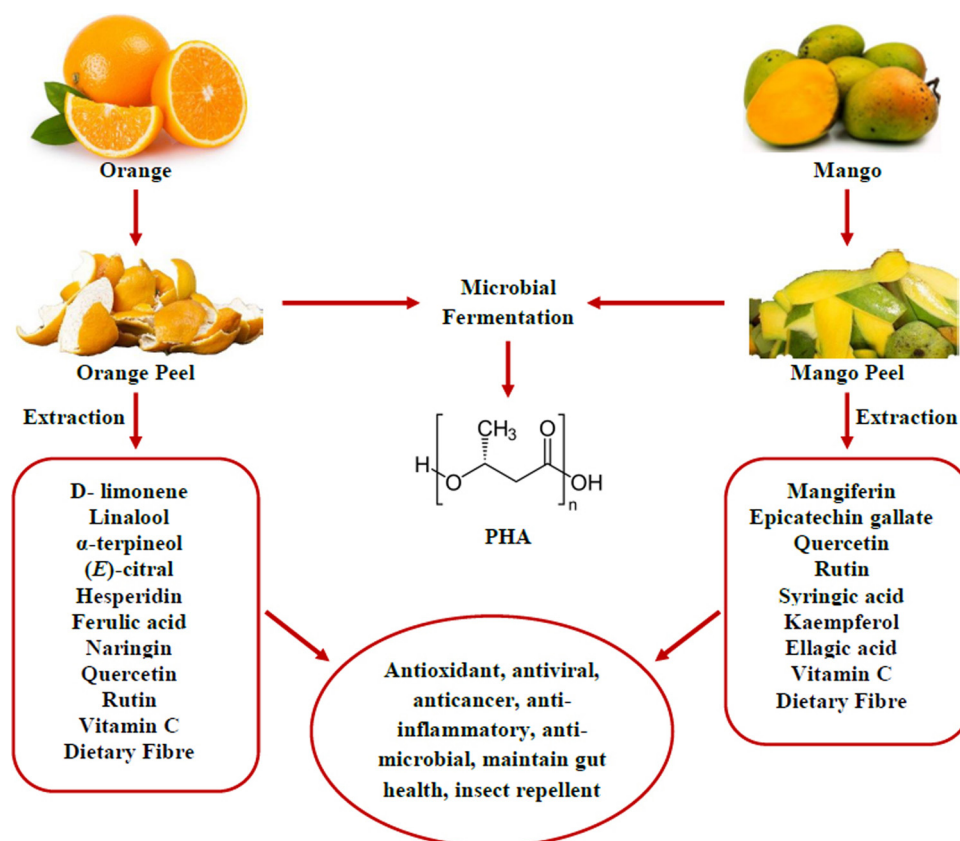 Orange
Mango
Microbial
Fermentation
Orange Peel
Mango Peel
Extraction
Extraction
CH3
O
H
O
OH
n
PHA
D- limonene
Linalool
α-terpineol
(E)-citral
Hesperidin
Ferulic acid
Naringin
Quercetin
Rutin
Vitamin C
Dietary Fibre
Mangiferin
Epicatechin gallate
Quercetin
Rutin
Syringic acid
Kaempferol
Ellagic acid
Vitamin C
Dietary Fibre
Antioxidant, antiviral,
anticancer, anti-
inflammatory, anti-
microbial, maintain gut
health, insect repellent